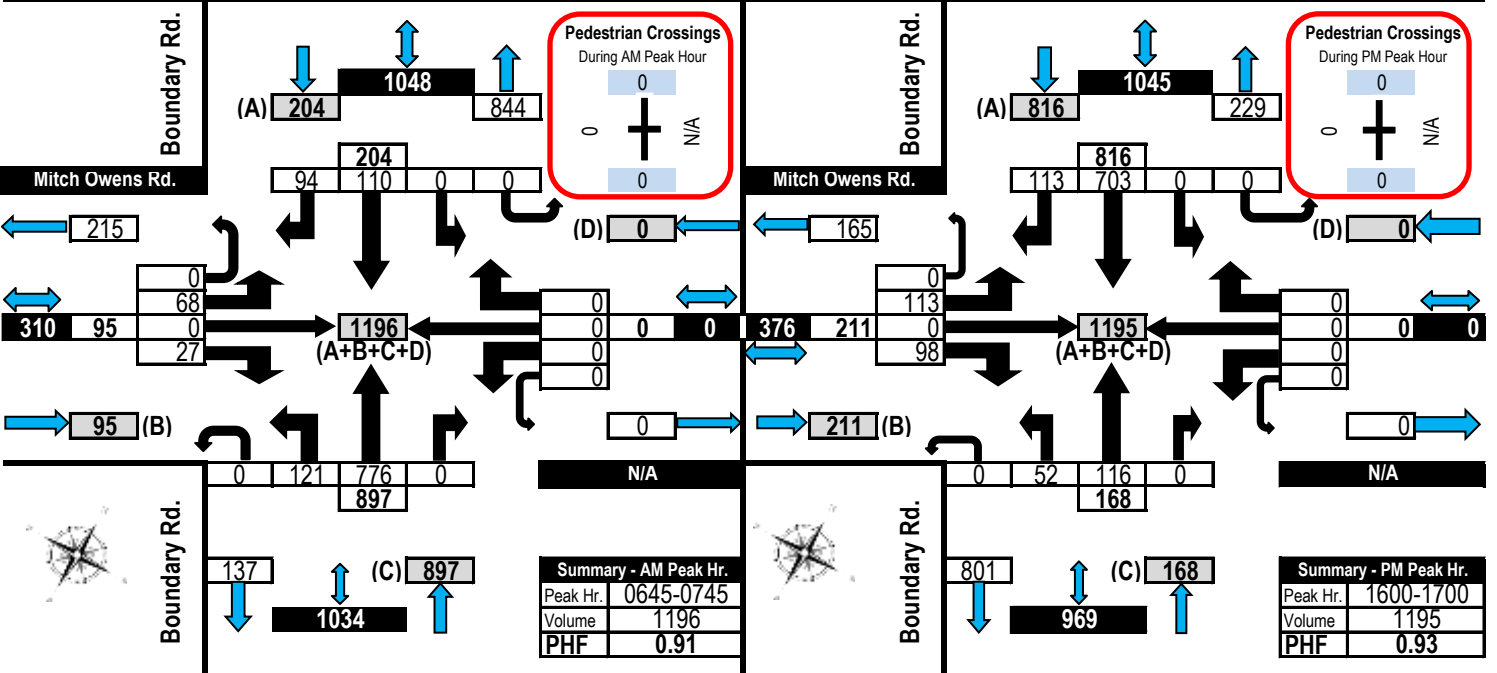 Boundary Rd.
Pedestrian Crossings
During AM Peak Hour
0
0
N/A
0
1048
(A) 204
844
204
94 110 0 0
Mitch Owens Rd.
215
(D) 0
0
68
310 95 0
27
1196
(A+B+C+D)
0
0 0 0
0
0
95 (B)
0
0 121 776 0
897
N/A
Boundary Rd.
137
(C) 897
1034
Summary - AM Peak Hr.
Peak Hr. 0645-0745
Volume 1196
PHF 0.91
Boundary Rd.
Pedestrian Crossings
During PM Peak Hour
0
0
N/A
0
1045
(A) 816
229
816
113 703 0 0
Mitch Owens Rd.
165
(D) 0
0
113
376 211 0
98
1195
(A+B+C+D)
0
0 0 0
0
0
211 (B)
0
0 52 116 0
168
N/A
Boundary Rd.
801
(C) 168
969
Summary - PM Peak Hr.
Peak Hr. 1600-1700
Volume 1195
PHF 0.93